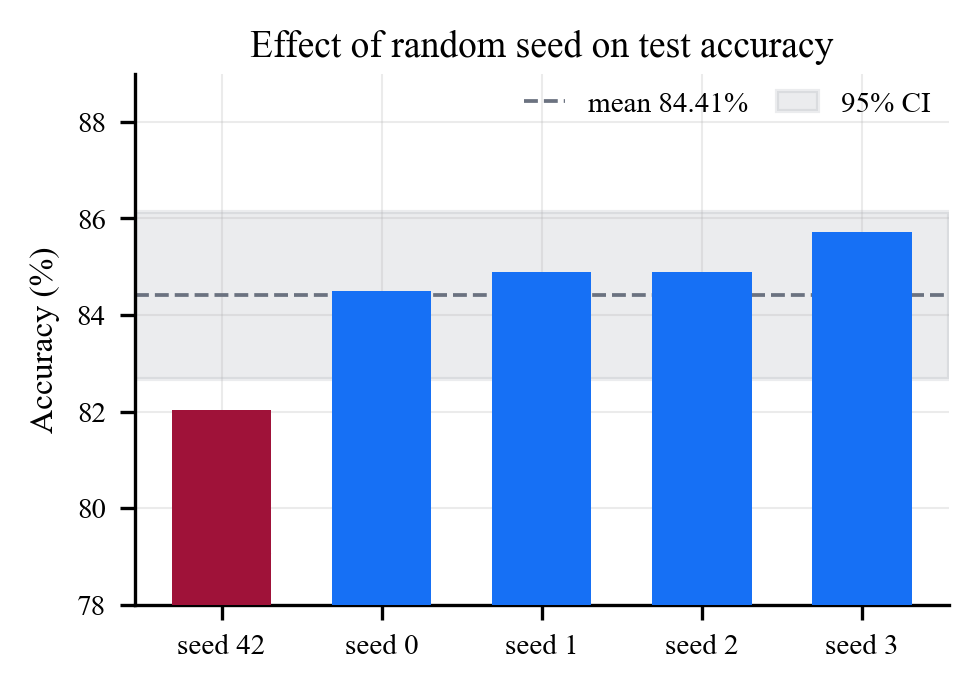 Effect of random seed on test accuracy
mean 84.41% 95% CI
Accuracy (%)
88
86
84
82
80
78
seed 42 seed 0 seed 1 seed 2 seed 3